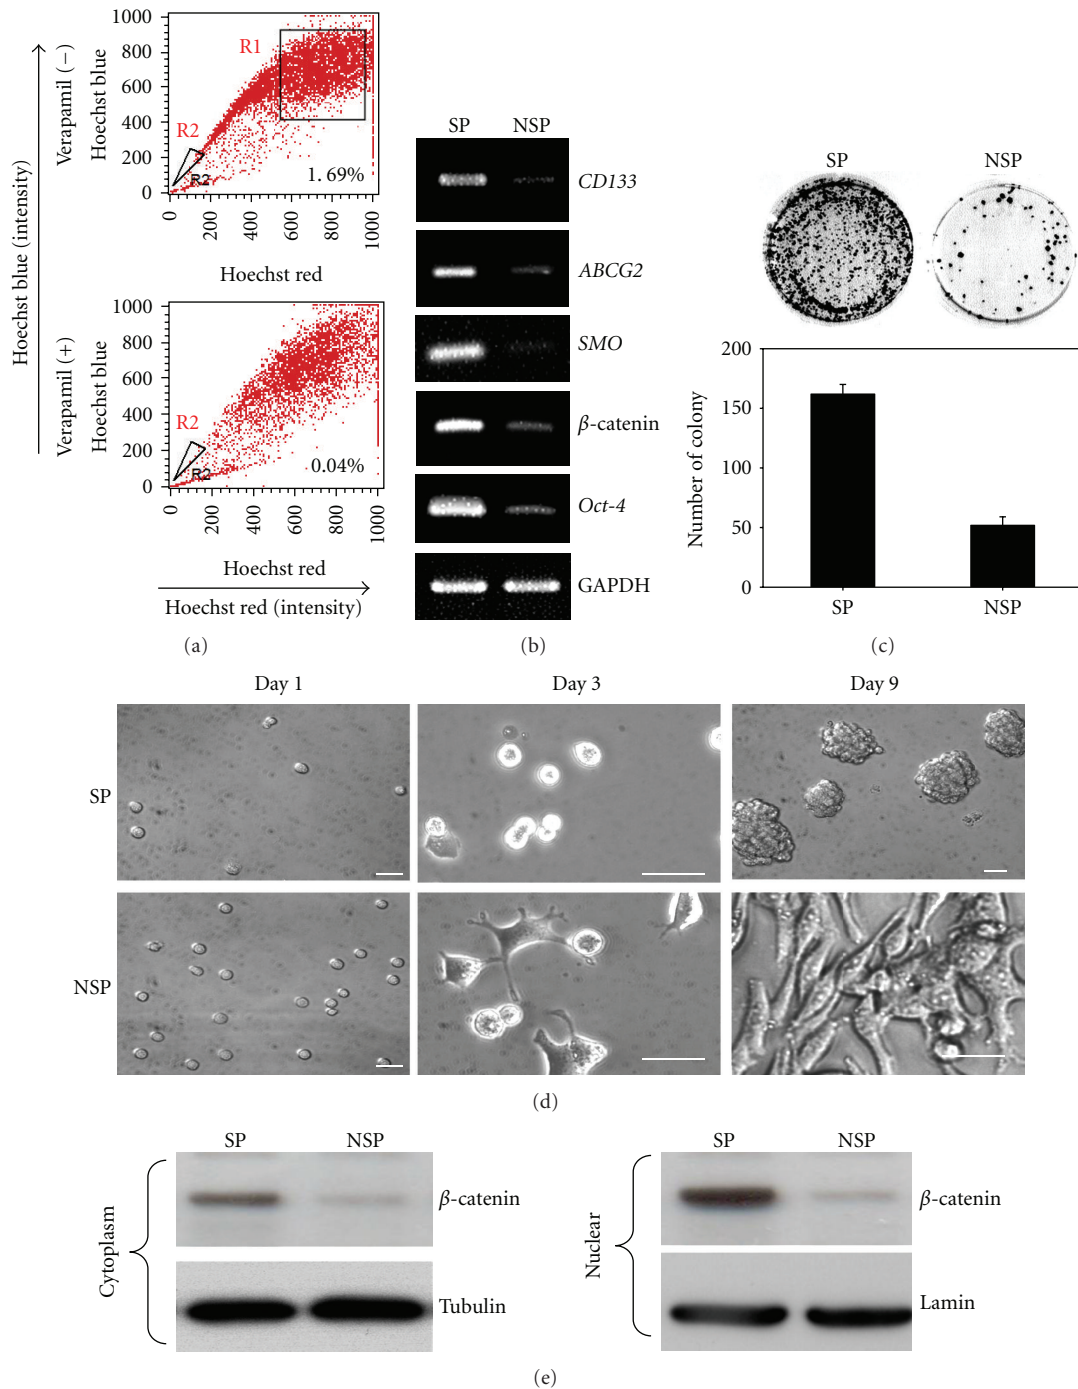 Hoechst blue (intensity)
Verapamil (−)
Hoechst blue
1000
800
600
400
200
0
R1
R2
R2
1.69%
0
200
400
600
800
1000
Hoechst red
Verapamil (+)
Hoechst blue
1000
800
600
400
200
0
R2
R2
0.04%
0
200
400
600
800
1000
Hoechst red
Hoechst red (intensity)
(a)
SP NSP
CD133
ABCG2
SMO
β-catenin
Oct-4
GAPDH
(b)
SP NSP
Number of colony
200
150
100
50
0
SP NSP
(c)
Day 1 Day 3 Day 9
SP
NSP
(d)
Cytoplasm
SP NSP
β-catenin
Tubulin
Nuclear
SP NSP
β-catenin
Lamin
(e)